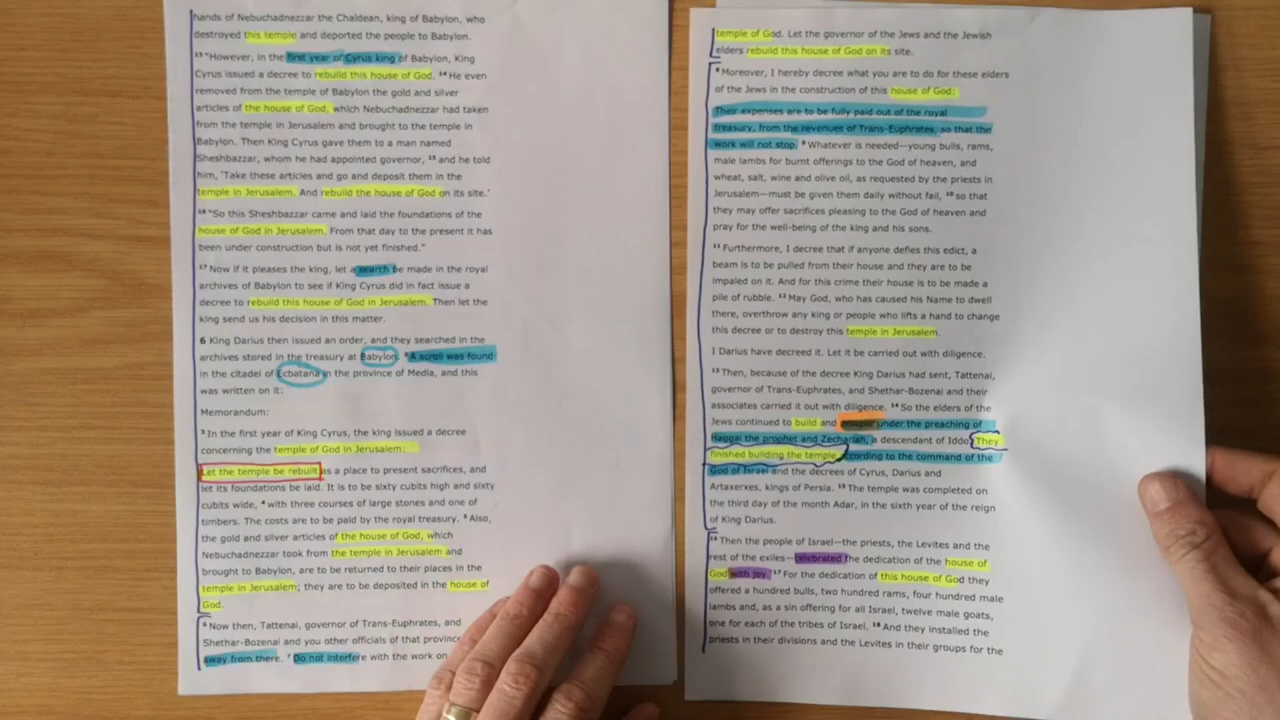 hands of Nebuchadnezzar the Chaldean, king of Babylon, who
destroyed this temple and deported the people to Babylon.
13 "However, in the first year of Cyrus king of Babylon, King
Cyrus issued a decree to rebuild this house of God. 14 He even
removed from the temple of Babylon the gold and silver
articles of the house of God, which Nebuchadnezzar had taken
from the temple in Jerusalem and brought to the temple in
Babylon. Then King Cyrus gave them to a man named
Sheshbazzar, whom he had appointed governor, 15 and he told
him, 'Take these articles and go and deposit them in the
temple in Jerusalem. And rebuild the house of God on its site.'
16 "So this Sheshbazzar came and laid the foundations of the
house of God in Jerusalem. From that day to the present it has
been under construction but is not yet finished."
17 Now if it pleases the king, let a search be made in the royal
archives of Babylon to see if King Cyrus did in fact issue a
decree to rebuild this house of God in Jerusalem. Then let the
king send us his decision in this matter.
6 King Darius then issued an order, and they searched in the
archives stored in the treasury at Babylon. 2 A scroll was found
in the citadel of Ecbatana in the province of Media, and this
was written on it:
Memorandum:
3 In the first year of King Cyrus, the king issued a decree
concerning the temple of God in Jerusalem:
Let the temple be rebuilt as a place to present sacrifices, and
let its foundations be laid. It is to be sixty cubits high and sixty
cubits wide, 4 with three courses of large stones and one of
timbers. The costs are to be paid by the royal treasury. 5 Also,
the gold and silver articles of the house of God, which
Nebuchadnezzar took from the temple in Jerusalem and
brought to Babylon, are to be returned to their places in the
temple in Jerusalem; they are to be deposited in the house of
God.
6 Now then, Tattenai, governor of Trans-Euphrates, and
Shethar-Bozenai and you other officials of that province
away from there. 7 Do not interfere with the work on
temple of God. Let the governor of the Jews and the Jewish
elders rebuild this house of God on its site.
8 Moreover, I hereby decree what you are to do for these elders
of the Jews in the construction of this house of God:
Their expenses are to be fully paid out of the royal
treasury, from the revenues of Trans-Euphrates, so that the
work will not stop. 9 Whatever is needed—young bulls, rams,
male lambs for burnt offerings to the God of heaven, and
wheat, salt, wine and olive oil, as requested by the priests in
Jerusalem—must be given them daily without fail, 10 so that
they may offer sacrifices pleasing to the God of heaven and
pray for the well-being of the king and his sons.
11 Furthermore, I decree that if anyone defies this edict, a
beam is to be pulled from their house and they are to be
impaled on it. And for this crime their house is to be made a
pile of rubble. 12 May God, who has caused his Name to dwell
there, overthrow any king or people who lifts a hand to change
this decree or to destroy this temple in Jerusalem.
I Darius have decreed it. Let it be carried out with diligence.
13 Then, because of the decree King Darius had sent, Tattenai,
governor of Trans-Euphrates, and Shethar-Bozenai and their
associates carried it out with diligence. 14 So the elders of the
Jews continued to build and prosper under the preaching of
Haggai the prophet and Zechariah, a descendant of Iddo. They
finished building the temple according to the command of the
God of Israel and the decrees of Cyrus, Darius and
Artaxerxes, kings of Persia. 15 The temple was completed on
the third day of the month Adar, in the sixth year of the reign
of King Darius.
16 Then the people of Israel—the priests, the Levites and the
rest of the exiles—celebrated the dedication of the house of
God with joy. 17 For the dedication of this house of God they
offered a hundred bulls, two hundred rams, four hundred male
lambs and, as a sin offering for all Israel, twelve male goats,
one for each of the tribes of Israel. 18 And they installed the
priests in their divisions and the Levites in their groups for the